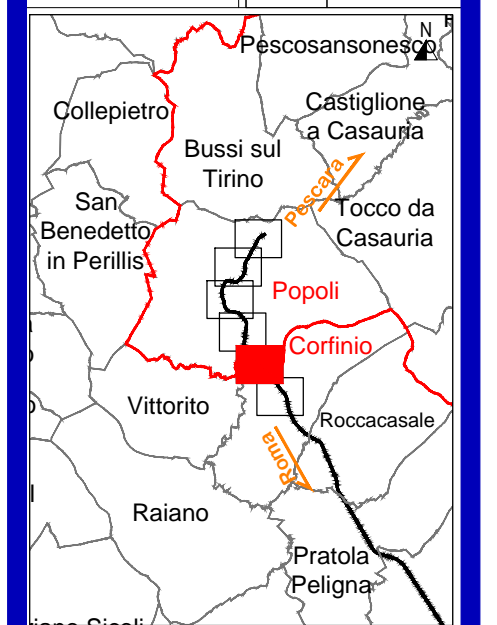 Pescosansonesco
N
Collepietro
Castiglione
a Casauria
Bussi sul
Tirino
Pescara
San
Benedetto
in Perillis
Tocco da
Casauria
Popoli
Corfinio
Vittorito
Roccacasale
Roma
Raiano
Pratola
Peligna